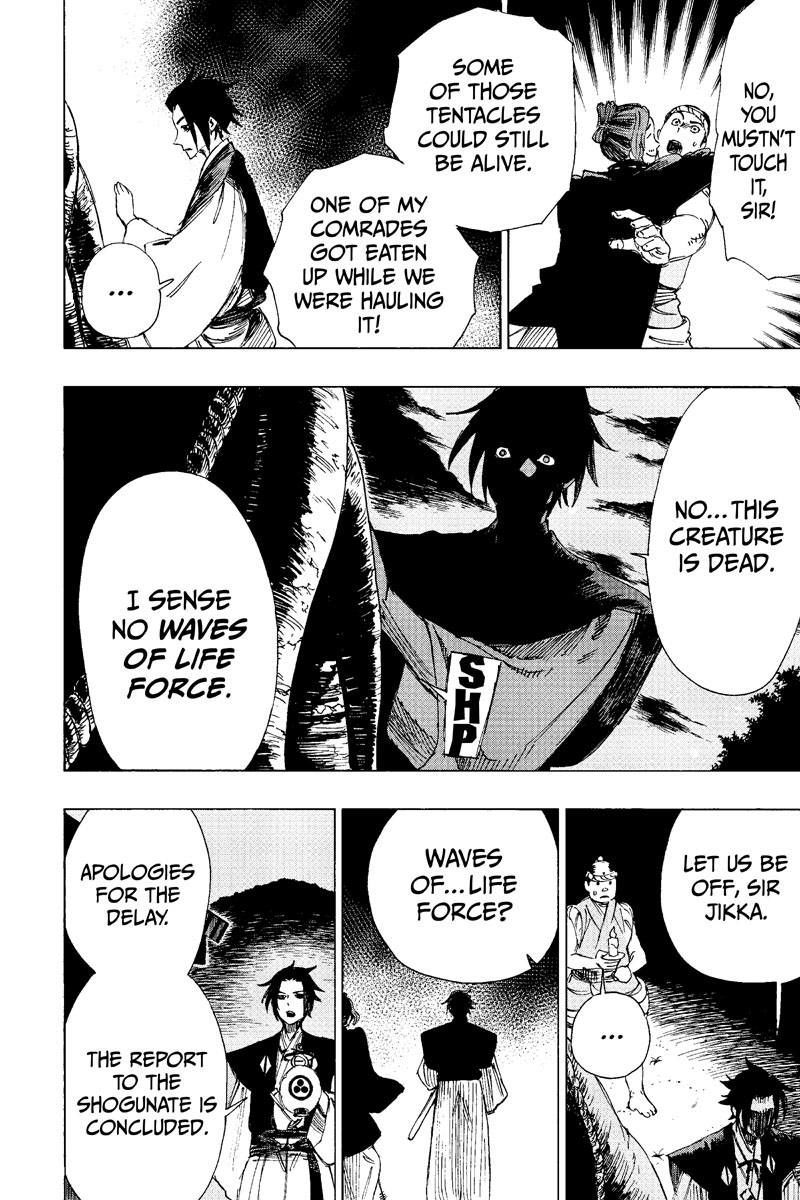 NO,
YOU
MUSTN'T
TOUCH
IT,
SIR!
SOME
OF THOSE
TENTACLES
COULD STILL
BE ALIVE.
ONE OF MY
COMRADES
GOT EATEN
UP WHILE WE
WERE HAULING
IT!
...
NO...THIS
CREATURE
IS DEAD.
SHP
I SENSE
NO WAVES
OF LIFE
FORCE.
LET US BE
OFF, SIR
JIKKA.
...
WAVES
OF...LIFE
FORCE?
APOLOGIES
FOR THE
DELAY.
THE REPORT
TO THE
SHOGUNATE IS
CONCLUDED.